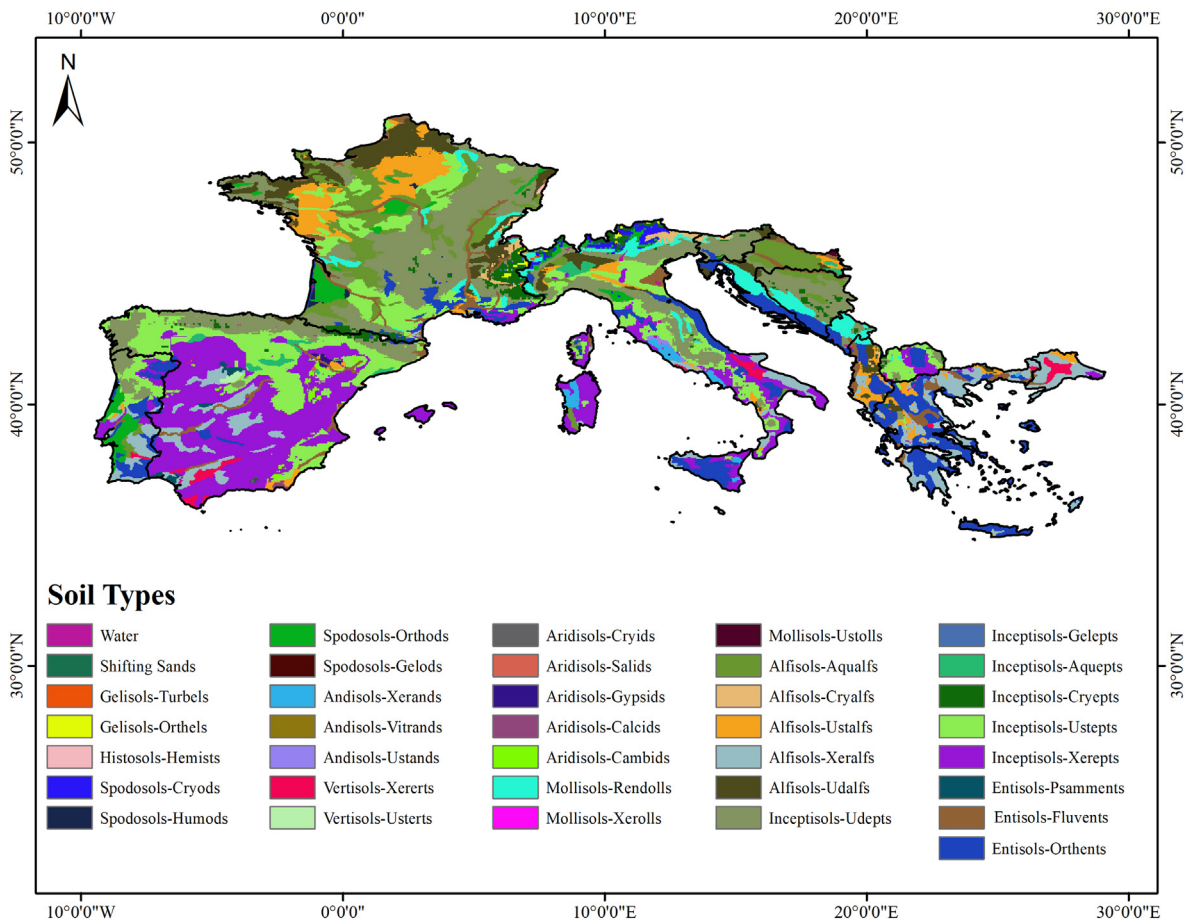 10°0'0"W 0°0'0" 10°0'0"E 20°0'0"E 30°0'0"E
N
50°0'0"N 50°0'0"N
40°0'0"N 40°0'0"N
30°0'0"N 30°0'0"N
Soil Types
Water
Shifting Sands
Gelisols-Turbels
Gelisols-Orthels
Histosols-Hemists
Spodosols-Cryods
Spodosols-Humods
Spodosols-Orthods
Spodosols-Gelods
Andisols-Xerands
Andisols-Vitrands
Andisols-Ustands
Vertisols-Xererts
Vertisols-Usterts
Aridisols-Cryids
Aridisols-Salids
Aridisols-Gypsids
Aridisols-Calcids
Aridisols-Cambids
Mollisols-Rendolls
Mollisols-Xerolls
Mollisols-Ustolls
Alfisols-Aqualfs
Alfisols-Cryalfs
Alfisols-Ustalfs
Alfisols-Xeralfs
Alfisols-Udalfs
Inceptisols-Udepts
Inceptisols-Gelepts
Inceptisols-Aquepts
Inceptisols-Cryepts
Inceptisols-Ustepts
Inceptisols-Xerepts
Entisols-Psamments
Entisols-Fluvents
Entisols-Orthents
10°0'0"W 0°0'0" 10°0'0"E 20°0'0"E 30°0'0"E